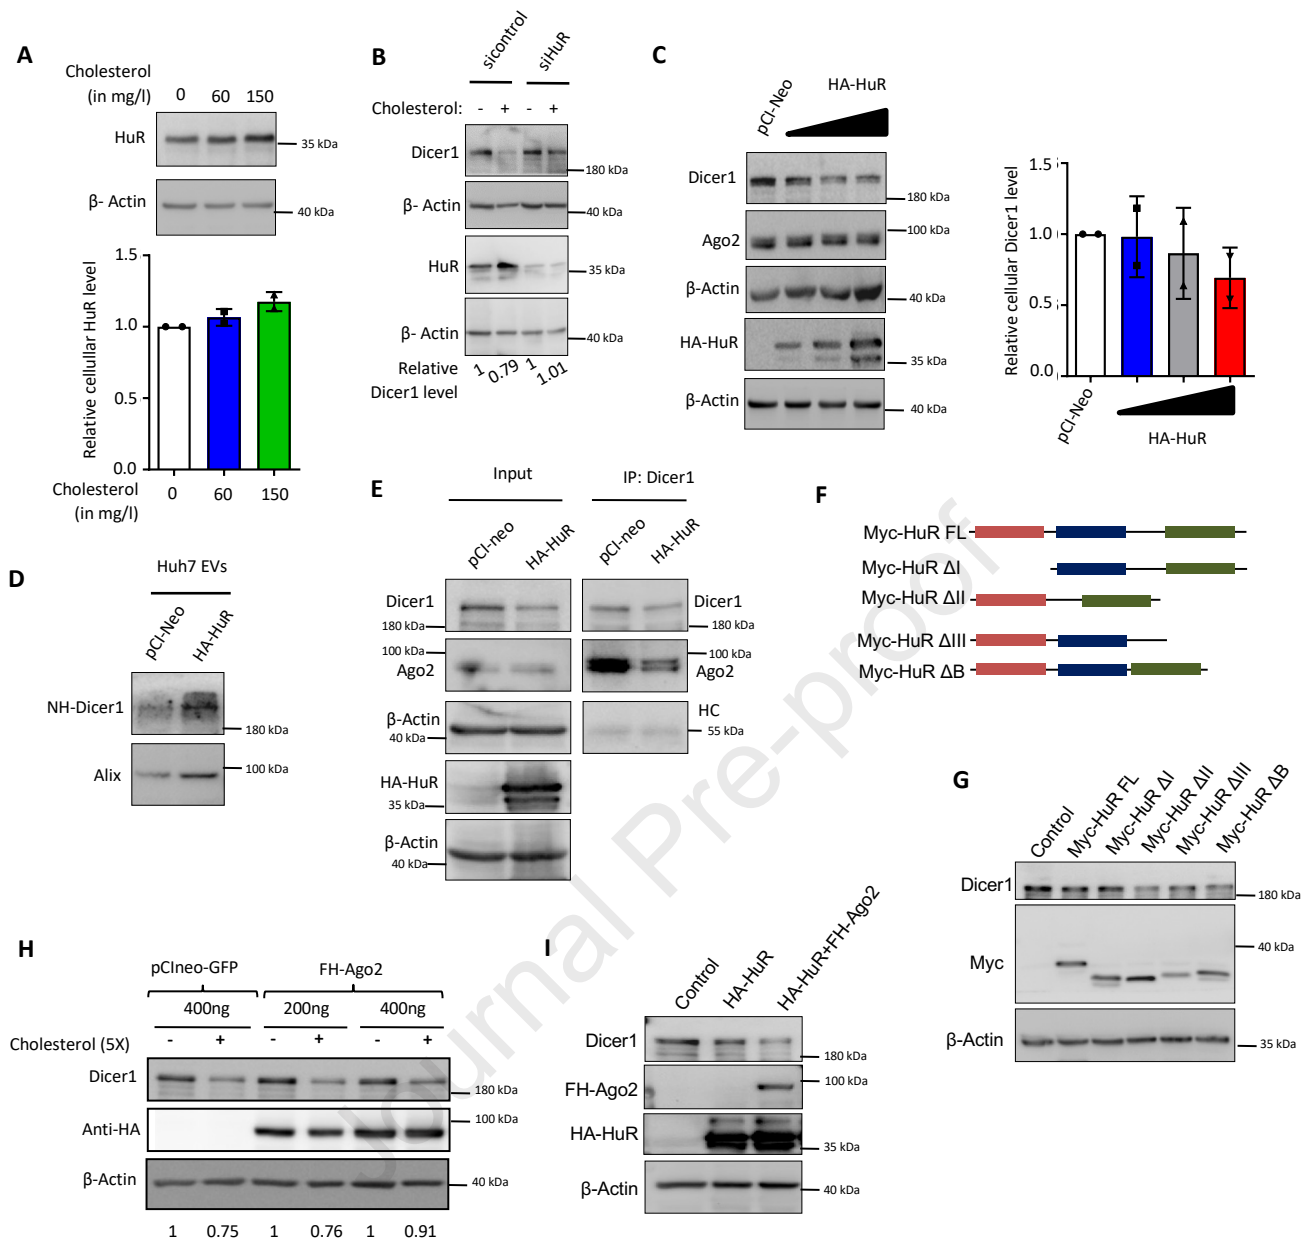 A
Cholesterol
(in mg/l)
0 60 150
HuR
35 kDa
β- Actin
40 kDa
Relative cellular HuR level
1.5
1.0
0.5
0.0
Cholesterol
(in mg/l)
0 60 150
B
sicontrol siHuR
Cholesterol: - + - +
Dicer1
180 kDa
β- Actin
40 kDa
HuR
35 kDa
β- Actin
40 kDa
Relative
Dicer1 level
1 0.79 1 1.01
C
pCI-Neo
HA-HuR
Dicer1
180 kDa
Ago2
100 kDa
β-Actin
40 kDa
HA-HuR
35 kDa
β-Actin
40 kDa
Relative cellular Dicer1 level
1.5
1.0
0.5
0.0
pCI-Neo
HA-HuR
D
Huh7 EVs
pCI-Neo HA-HuR
NH-Dicer1
180 kDa
Alix
100 kDa
E
Input IP: Dicer1
pCI-neo HA-HuR pCI-neo HA-HuR
Dicer1 Dicer1
180 kDa 180 kDa
100 kDa 100 kDa
Ago2 Ago2
β-Actin HC
40 kDa 55 kDa
HA-HuR
35 kDa
β-Actin
40 kDa
F
Myc-HuR FL
Myc-HuR ΔI
Myc-HuR ΔII
Myc-HuR ΔIII
Myc-HuR ΔB
G
Control Myc-HuR FL Myc-HuR ΔI Myc-HuR ΔII Myc-HuR ΔIII Myc-HuR ΔB
Dicer1
180 kDa
40 kDa
Myc
β-Actin
35 kDa
H
pCIneo-GFP FH-Ago2
400ng 200ng 400ng
Cholesterol (5X) - + - + - +
Dicer1
180 kDa
100 kDa
Anti-HA
β-Actin
40 kDa
1 0.75 1 0.76 1 0.91
I
Control HA-HuR HA-HuR+FH-Ago2
Dicer1
180 kDa
FH-Ago2
100 kDa
HA-HuR
35 kDa
β-Actin
40 kDa
Journal Pre-proof